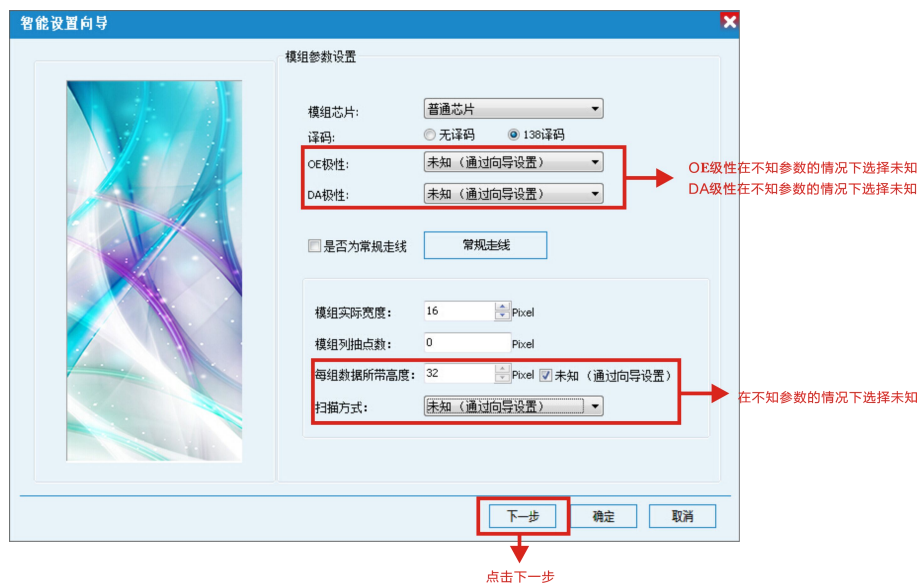 智能设置向导
模组参数设置
模组芯片: 普通芯片
译码: 无译码 138译码
OE极性: 未知（通过向导设置）
OE级性在不知参数的情况下选择未知
DA极性: 未知（通过向导设置）
DA级性在不知参数的情况下选择未知
是否为常规走线 常规走线
模组实际宽度: 16 Pixel
模组列抽点数: 0 Pixel
每组数据所带高度: 32 Pixel 未知（通过向导设置）
扫描方式: 未知（通过向导设置）
在不知参数的情况下选择未知
下一步 确定 取消
点击下一步